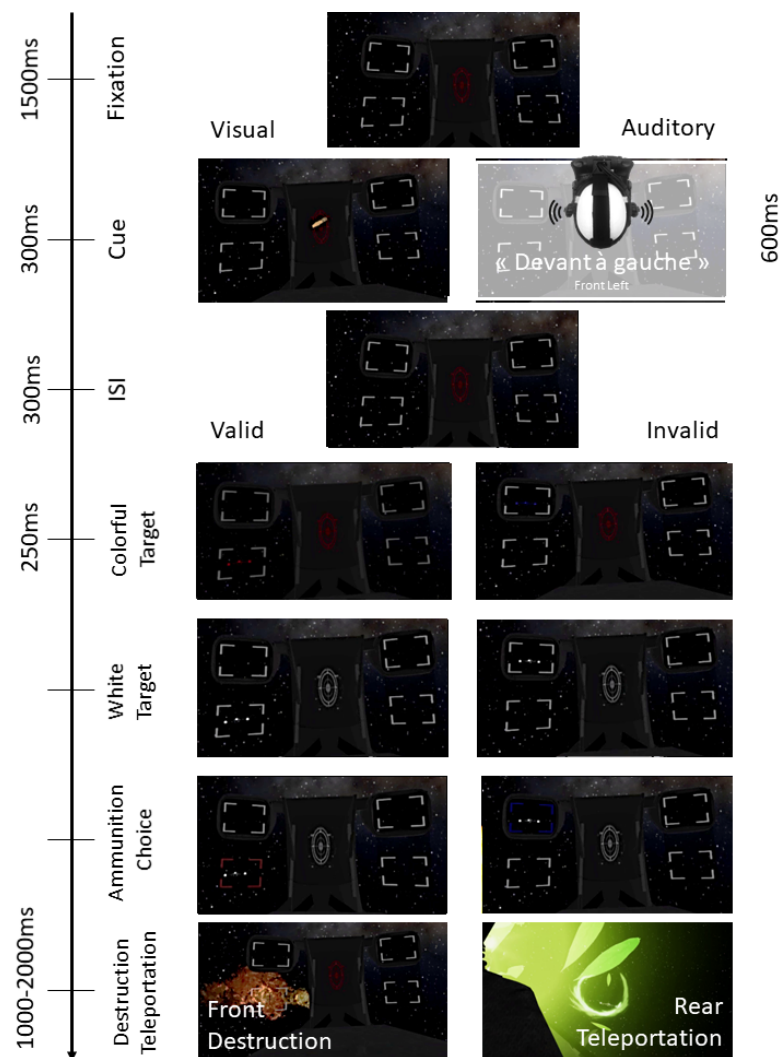 1500ms
Fixation
Visual
Auditory
300ms
Cue
« Devant à gauche »
Front Left
600ms
300ms
ISI
Valid
Invalid
250ms
Colorful
Target
White
Target
Ammunition
Choice
1000-2000ms
Destruction
Teleportation
Front
Destruction
Rear
Teleportation